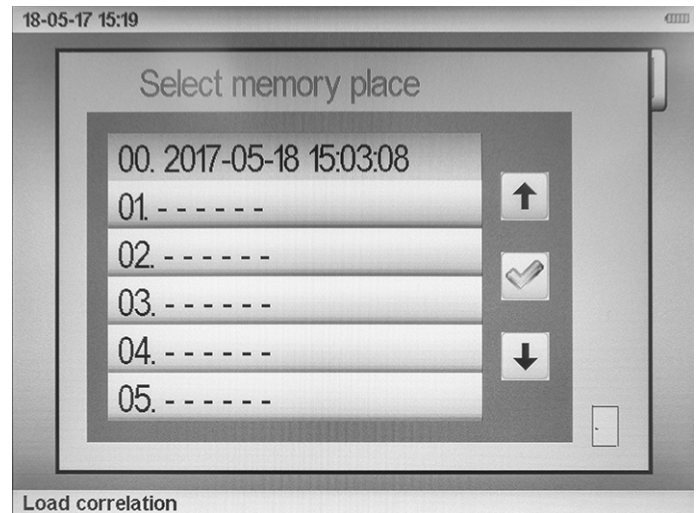 18-05-17 15:19
Select memory place
00. 2017-05-18 15:03:08
01. - - - - - -
02. - - - - - -
03. - - - - - -
04. - - - - - -
05. - - - - - -
Load correlation